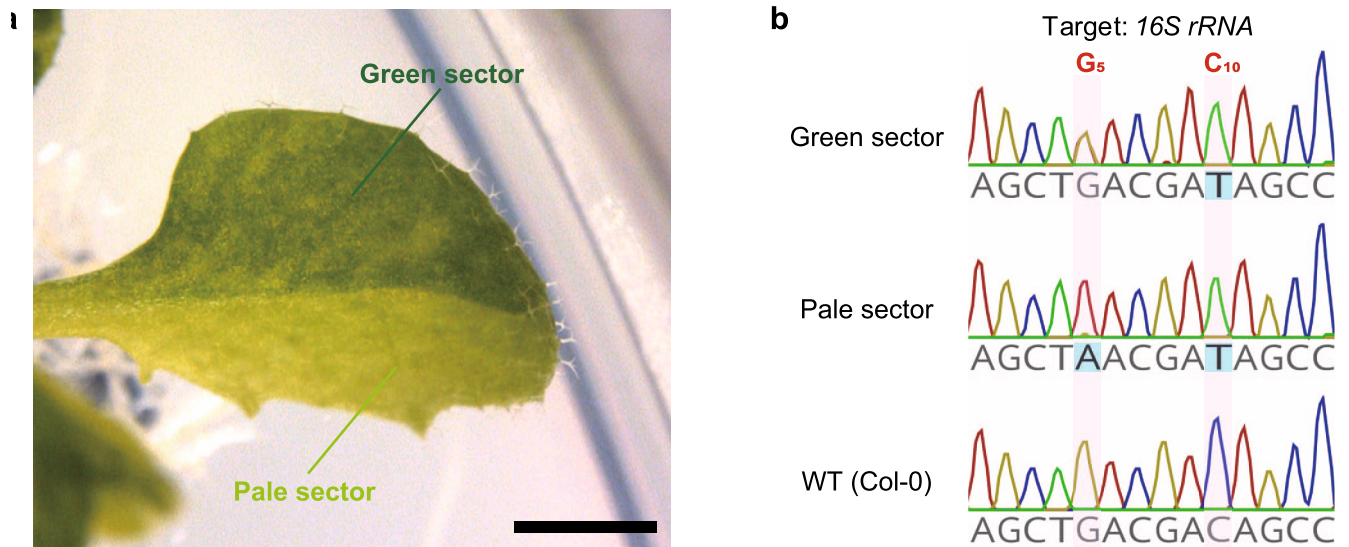 a
Green sector
Pale sector
b
Target: 16S rRNA
G₅
C₁₀
Green sector
AGCTGACGATAGCC
Pale sector
AGCTAACGATAGCC
WT (Col-0)
AGCTGACGACAGCC